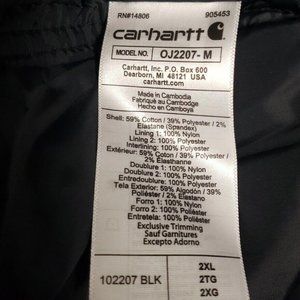 RN#14806 905453
carhartt
MODEL NO. OJ2207-M
Carhartt, Inc. P.O. Box 600
Dearborn, MI 48121 USA
carhartt.com
Made in Cambodia
Fabriqué au Cambodge
Hecho en Camboya
Shell: 59% Cotton / 39% Polyester / 2%
Elastane (Spandex)
Lining 1: 100% Nylon
Lining 2: 100% Polyester
Interlining: 100% Polyester
Extérieur: 59% Coton / 39% Polyester
/ 2% Élasthanne
Doublure 1: 100% Nylon
Doublure 2: 100% Polyester
Entredoublure: 100% Polyester
Tela Exterior: 59% Algodón / 39%
Poliéster / 2% Elastano
Forro 1: 100% Nylon
Forro 2: 100% Poliéster
Entretela: 100% Poliéster
Exclusive Trimming
Sauf Garnitures
Excepto Adorno
102207 BLK
2XL
2TG
2XG